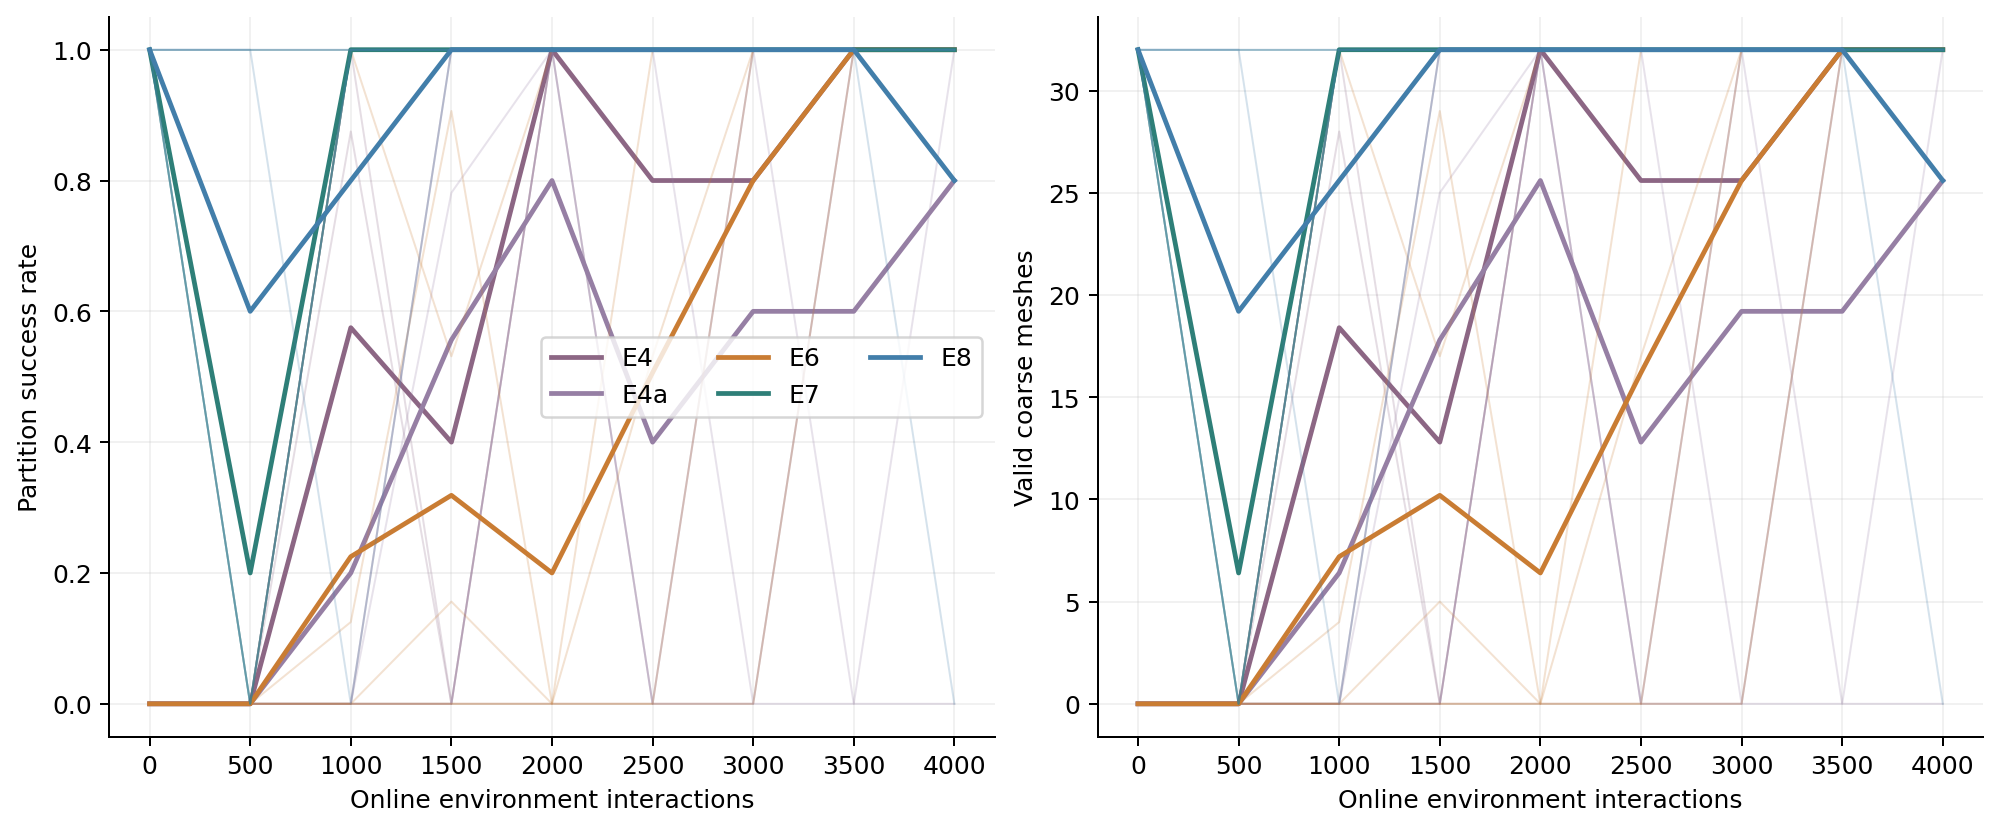 1.0
0.8
0.6
0.4
0.2
0.0
Partition success rate
E4
E6
E8
E4a
E7
0 500 1000 1500 2000 2500 3000 3500 4000
Online environment interactions
30
25
20
15
10
5
0
Valid coarse meshes
0 500 1000 1500 2000 2500 3000 3500 4000
Online environment interactions